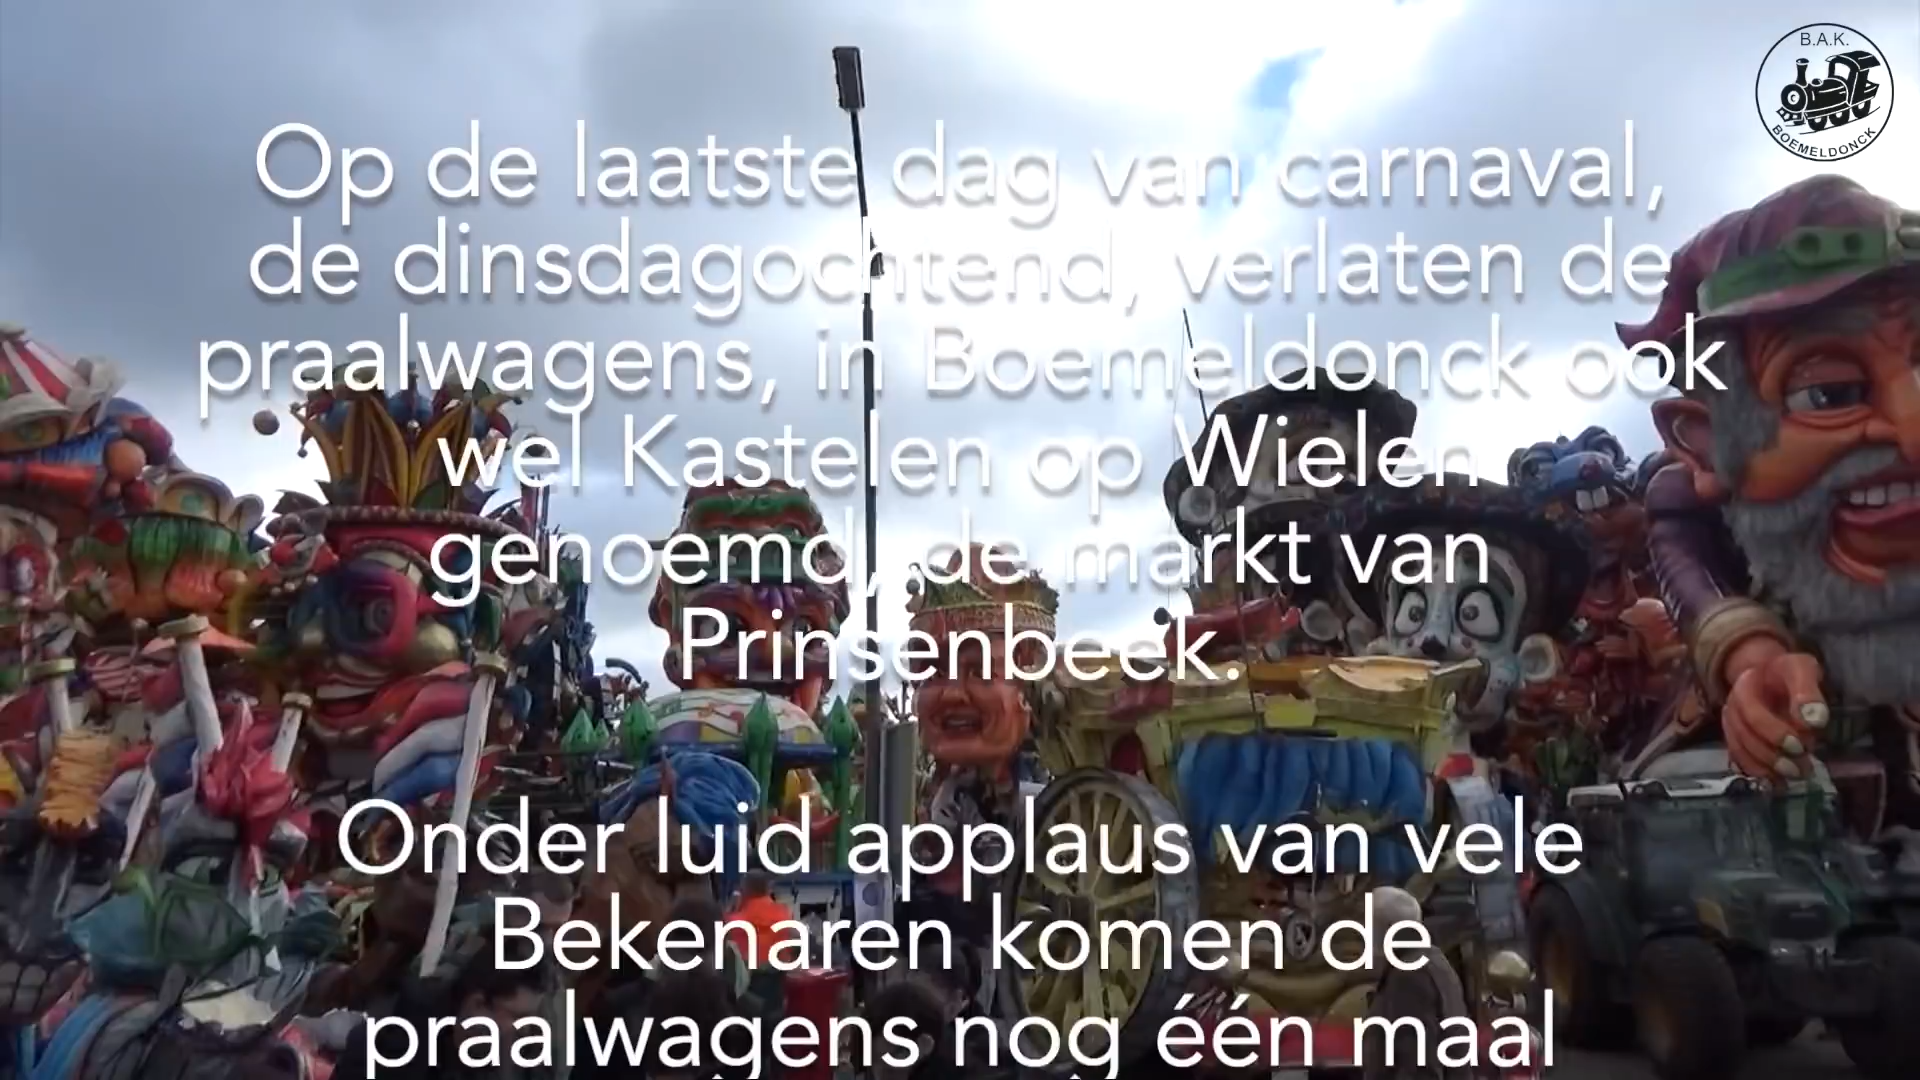 B.A.K.
BOEMELDONCK
Op de laatste dag van carnaval,
de dinsdagochtend, verlaten de
praalwagens, in Boemeldonck ook
wel Kastelen op Wielen
genoemd, de markt van
Prinsenbeek.
Onder luid applaus van vele
Bekenaren komen de
praalwagens nog één maal